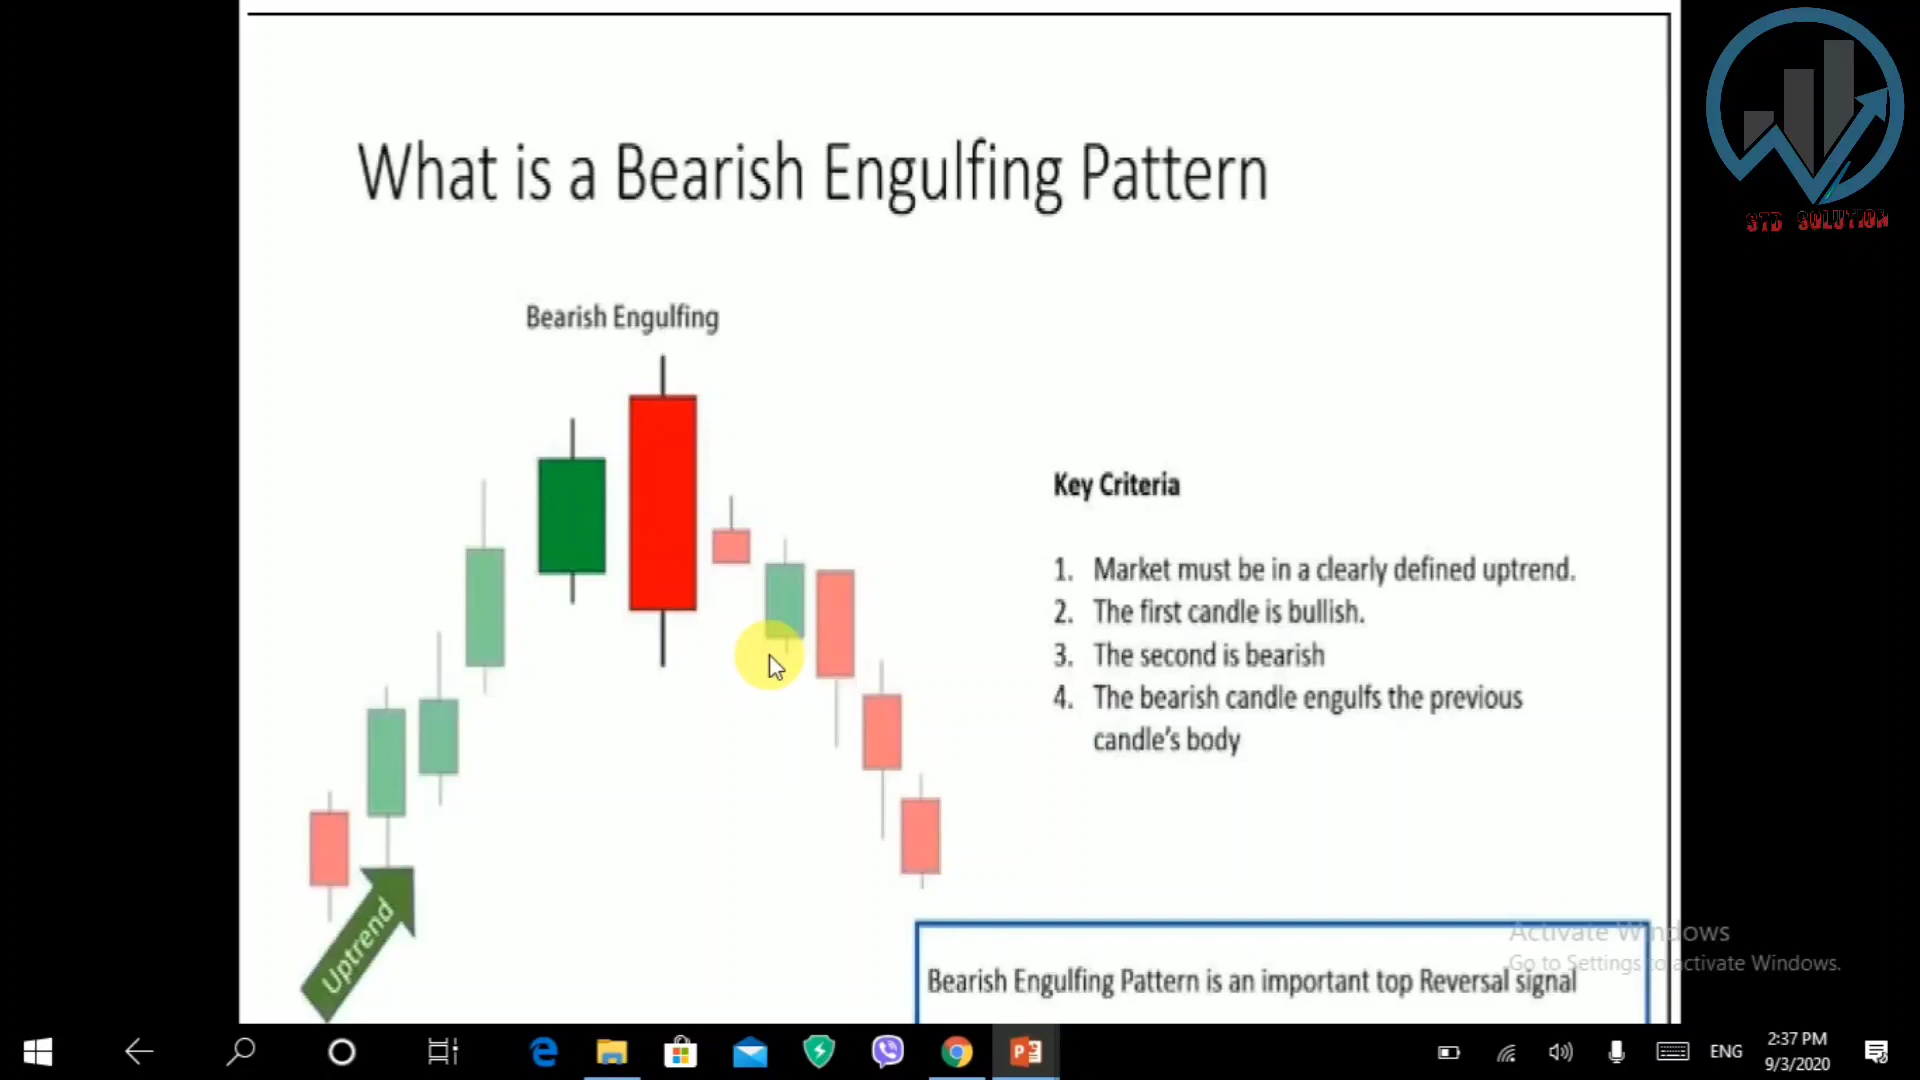 STD SOLUTION
What is a Bearish Engulfing Pattern
Bearish Engulfing
Key Criteria
1. Market must be in a clearly defined uptrend.
2. The first candle is bullish.
3. The second is bearish
4. The bearish candle engulfs the previous
candle's body
Uptrend
Activate Windows
Go to Settings to activate Windows.
Bearish Engulfing Pattern is an important top Reversal signal
ENG
2:37 PM
9/3/2020